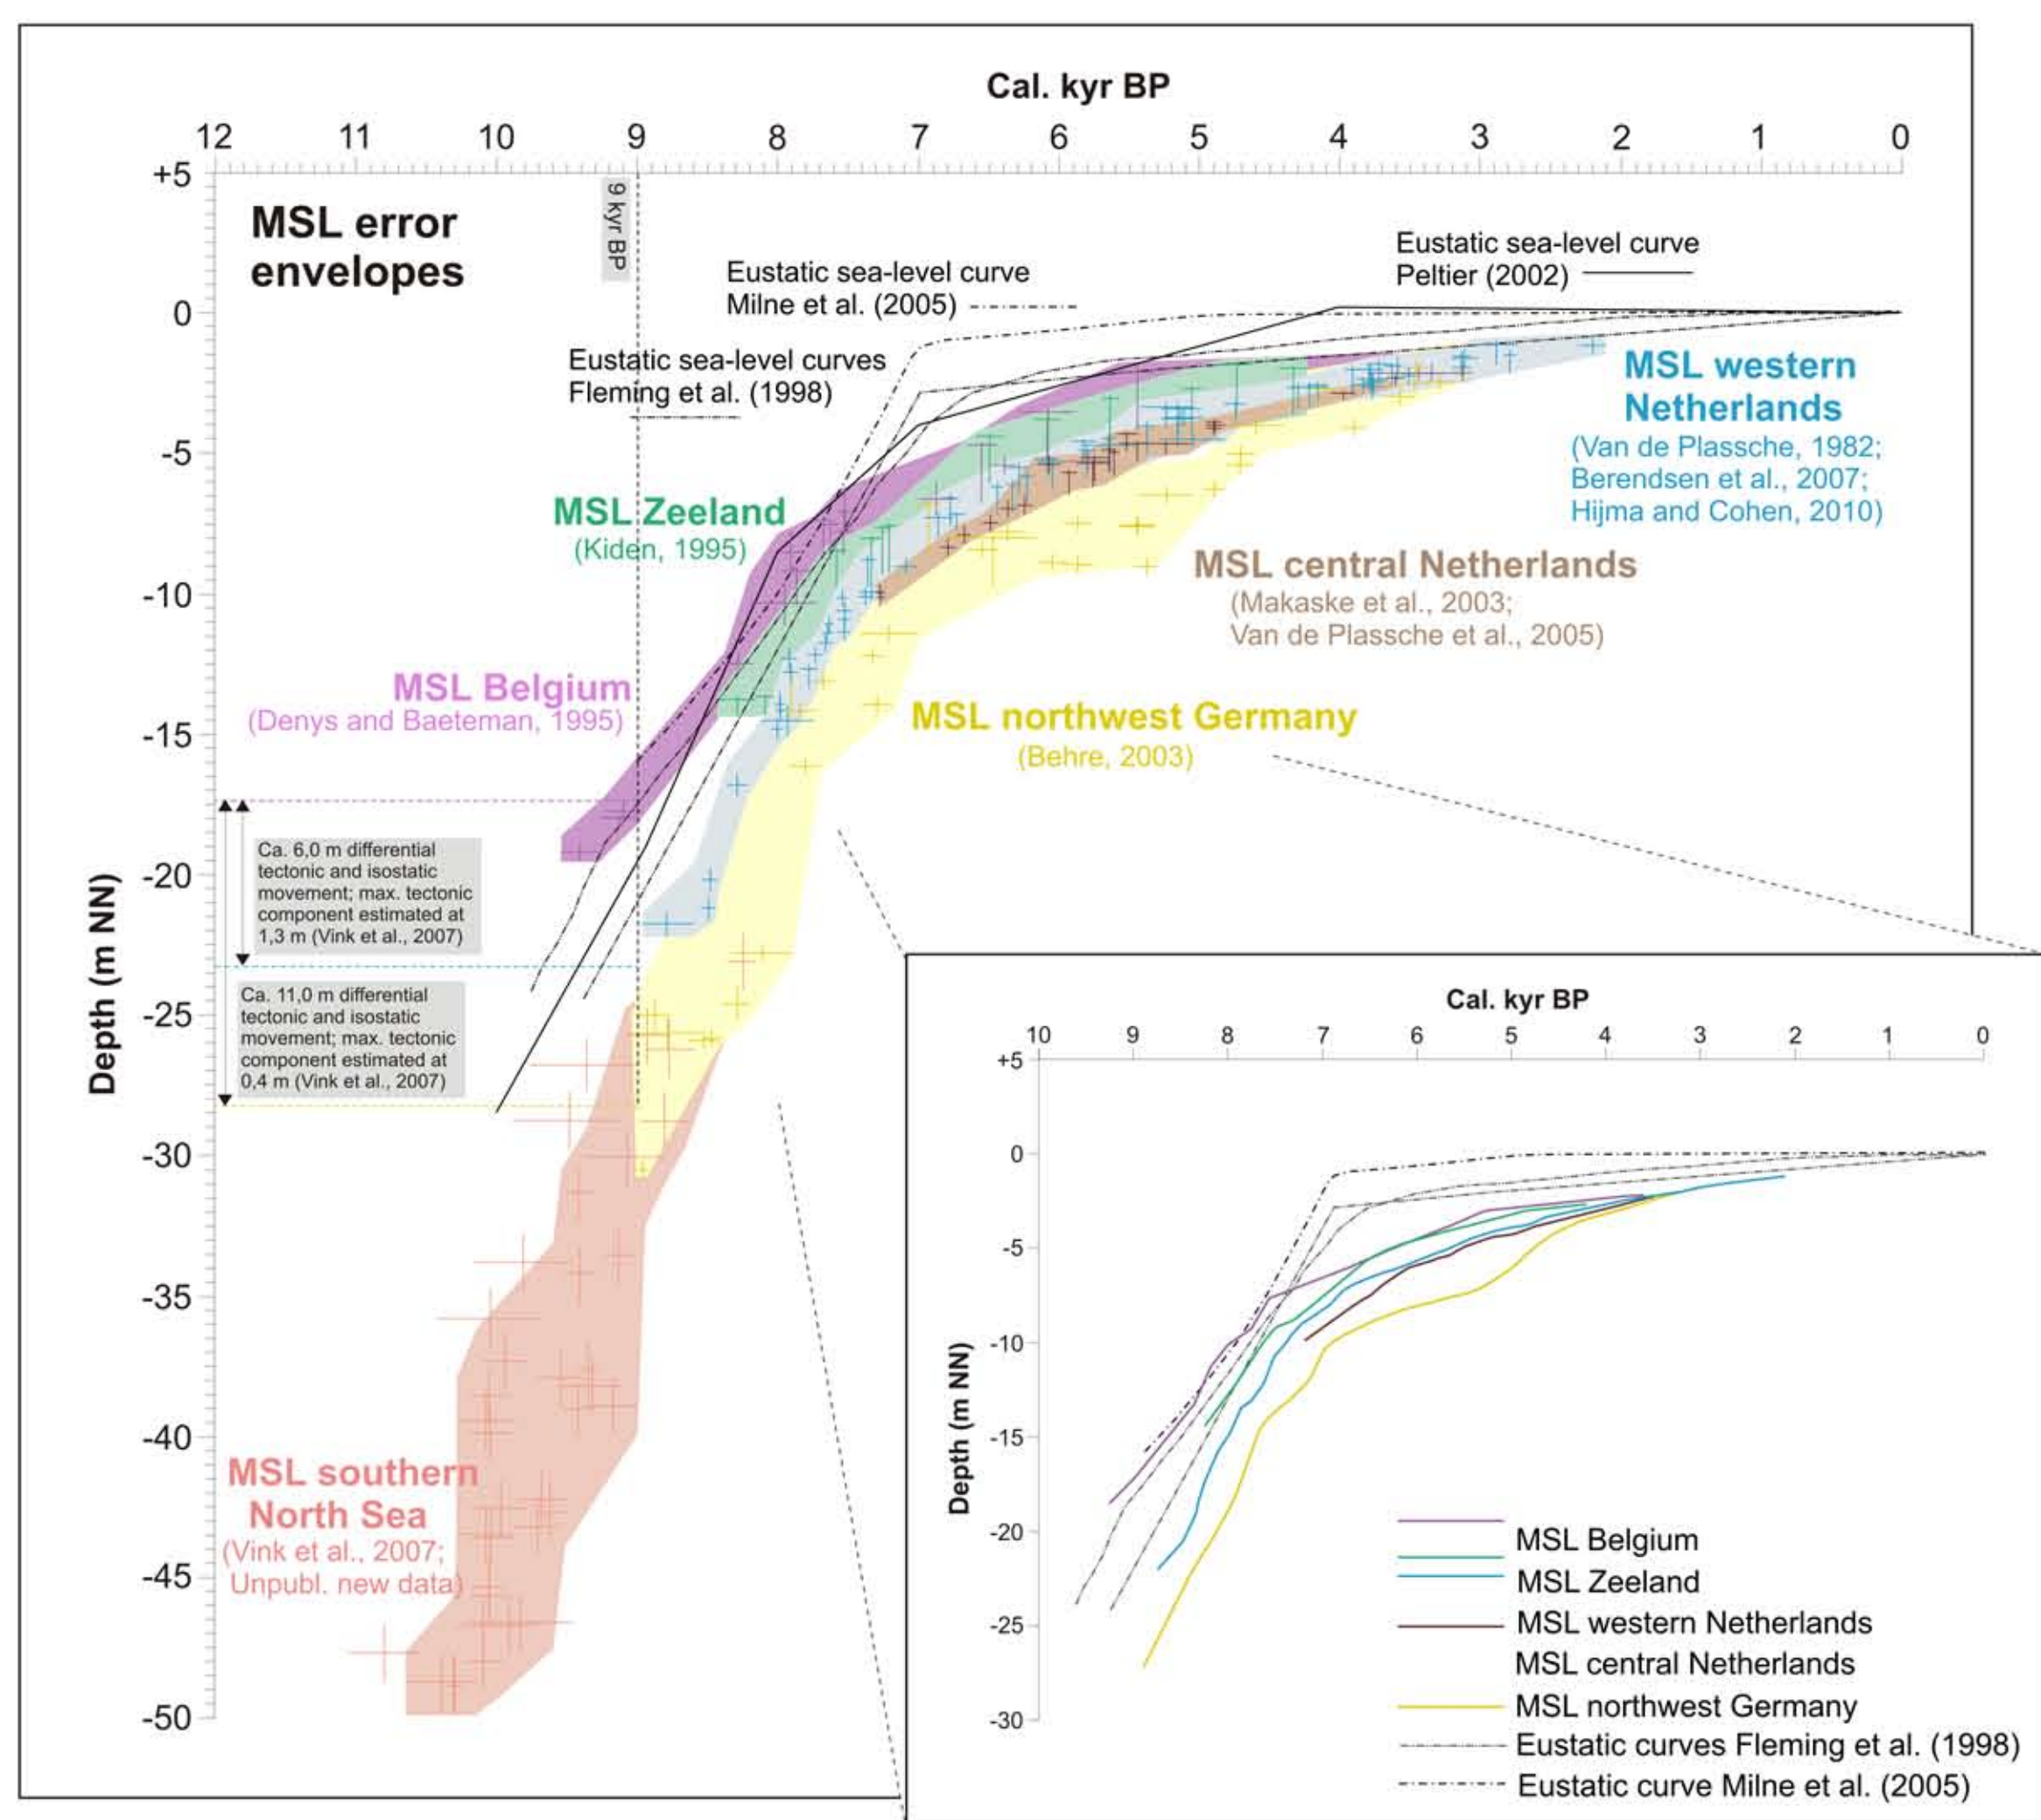 Cal. kyr BP
12 11 10 9 8 7 6 5 4 3 2 1 0
+5
0
-5
-10
-15
-20
-25
-30
-35
-40
-45
-50
Depth (m NN)
MSL error
envelopes
9 kyr BP
Eustatic sea-level curve
Milne et al. (2005)
Eustatic sea-level curve
Peltier (2002)
Eustatic sea-level curves
Fleming et al. (1998)
MSL western
Netherlands
(Van de Plassche, 1982;
Berendsen et al., 2007;
Hijma and Cohen, 2010)
MSL Zeeland
(Kiden, 1995)
MSL central Netherlands
(Makaske et al., 2003;
Van de Plassche et al., 2005)
MSL Belgium
(Denys and Baeteman, 1995)
MSL northwest Germany
(Behre, 2003)
Ca. 6,0 m differential
tectonic and isostatic
movement; max. tectonic
component estimated at
1,3 m (Vink et al., 2007)
Ca. 11,0 m differential
tectonic and isostatic
movement; max. tectonic
component estimated at
0,4 m (Vink et al., 2007)
MSL southern
North Sea
(Vink et al., 2007;
Unpubl. new data)
Cal. kyr BP
10 9 8 7 6 5 4 3 2 1 0
+5
0
-5
-10
-15
-20
-25
-30
Depth (m NN)
MSL Belgium
MSL Zeeland
MSL western Netherlands
MSL central Netherlands
MSL northwest Germany
Eustatic curves Fleming et al. (1998)
Eustatic curve Milne et al. (2005)